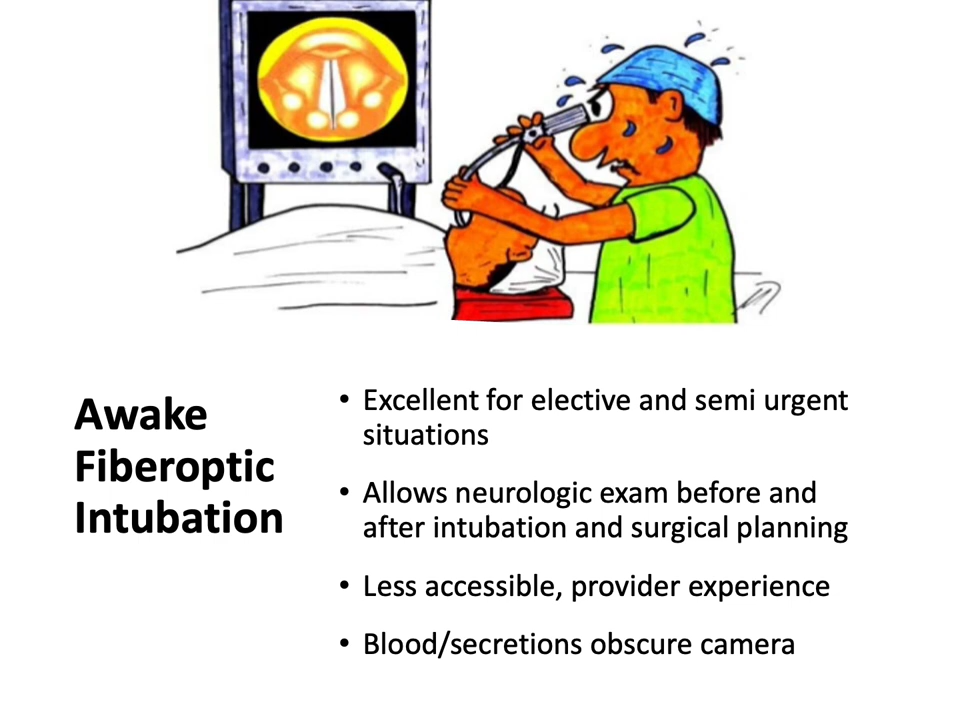 Awake
Fiberoptic
Intubation
• Excellent for elective and semi urgent
situations
• Allows neurologic exam before and
after intubation and surgical planning
• Less accessible, provider experience
• Blood/secretions obscure camera